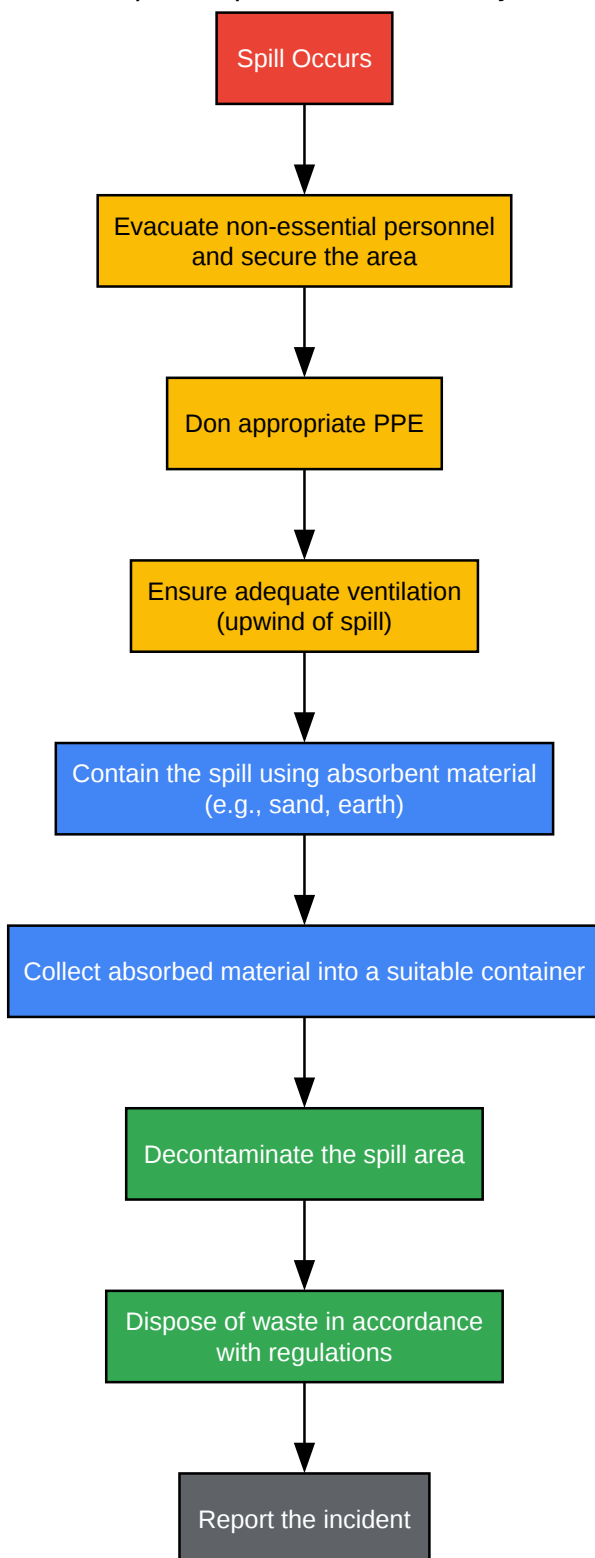 Spill Occurs
Evacuate non-essential personnel
and secure the area
Don appropriate PPE
Ensure adequate ventilation
(upwind of spill)
Contain the spill using absorbent material
(e.g., sand, earth)
Collect absorbed material into a suitable container
Decontaminate the spill area
Dispose of waste in accordance
with regulations
Report the incident